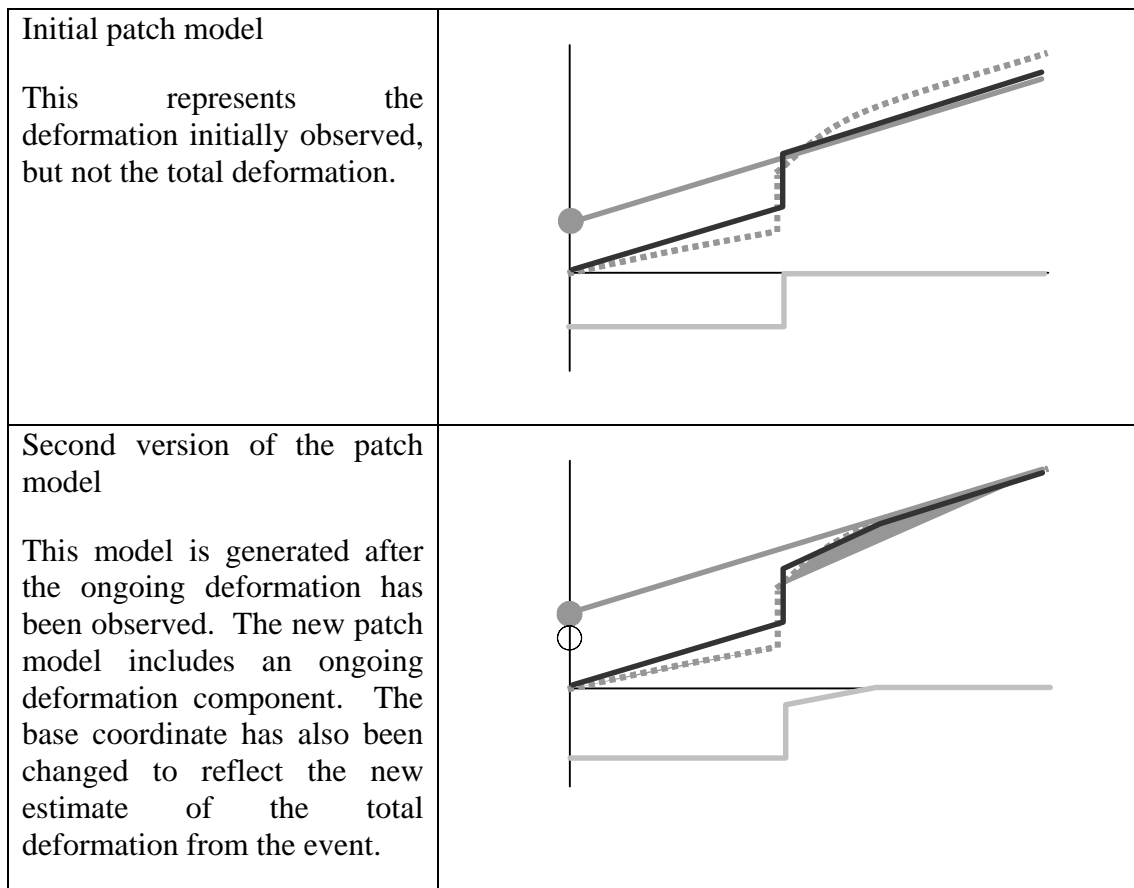 Initial patch model
This represents the
deformation initially observed,
but not the total deformation.
Second version of the patch
model
This model is generated after
the ongoing deformation has
been observed. The new patch
model includes an ongoing
deformation component. The
base coordinate has also been
changed to reflect the new
estimate of the total
deformation from the event.